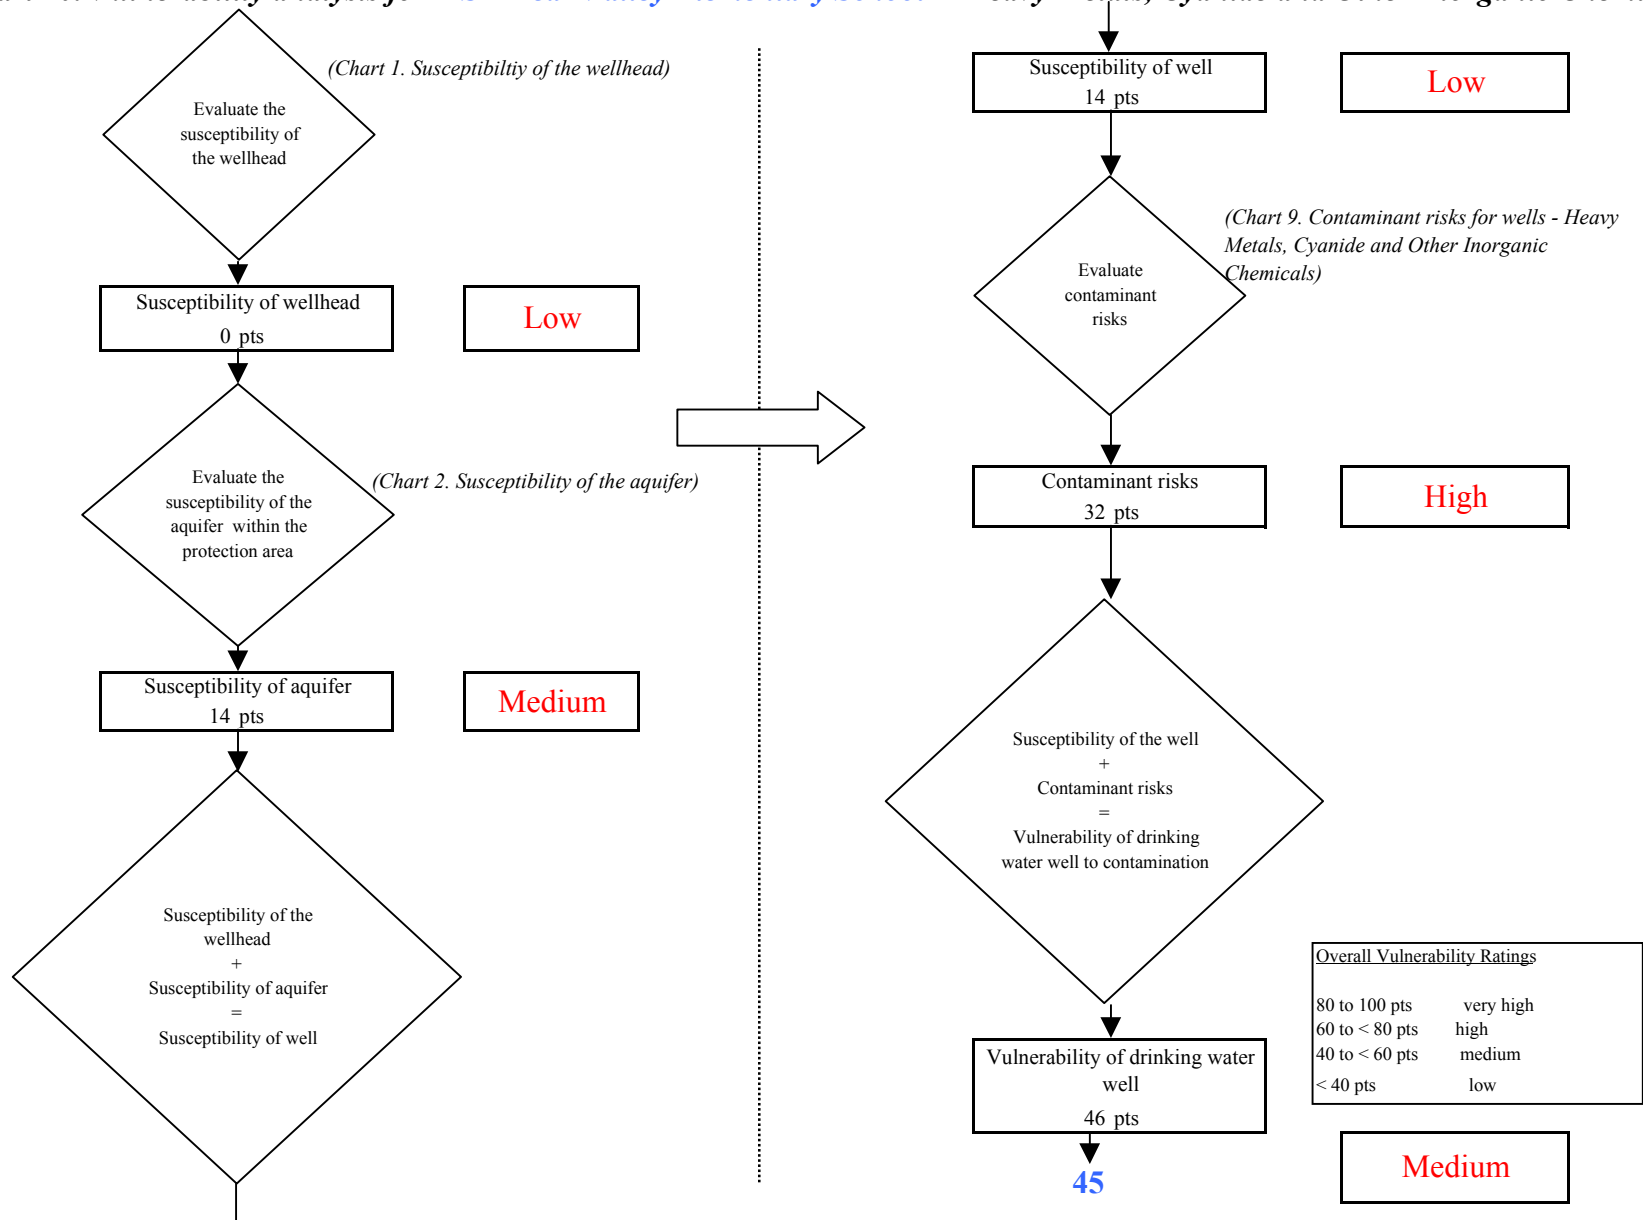 (Chart 1. Susceptibiltiy of the wellhead)
Evaluate the
susceptibility of
the wellhead
Susceptibility of wellhead
0 pts
Low
Evaluate the
susceptibility of the
aquifer within the
protection area
(Chart 2. Susceptibility of the aquifer)
Susceptibility of aquifer
14 pts
Medium
Susceptibility of the
wellhead
+
Susceptibility of aquifer
=
Susceptibility of well
Susceptibility of well
14 pts
Low
(Chart 9. Contaminant risks for wells - Heavy
Metals, Cyanide and Other Inorganic
Chemicals)
Evaluate
contaminant
risks
Contaminant risks
32 pts
High
Susceptibility of the well
+
Contaminant risks
=
Vulnerability of drinking
water well to contamination
Overall Vulnerability Ratings
80 to 100 pts very high
60 to < 80 pts high
40 to < 60 pts medium
< 40 pts low
Vulnerability of drinking water
well
46 pts
45
Medium